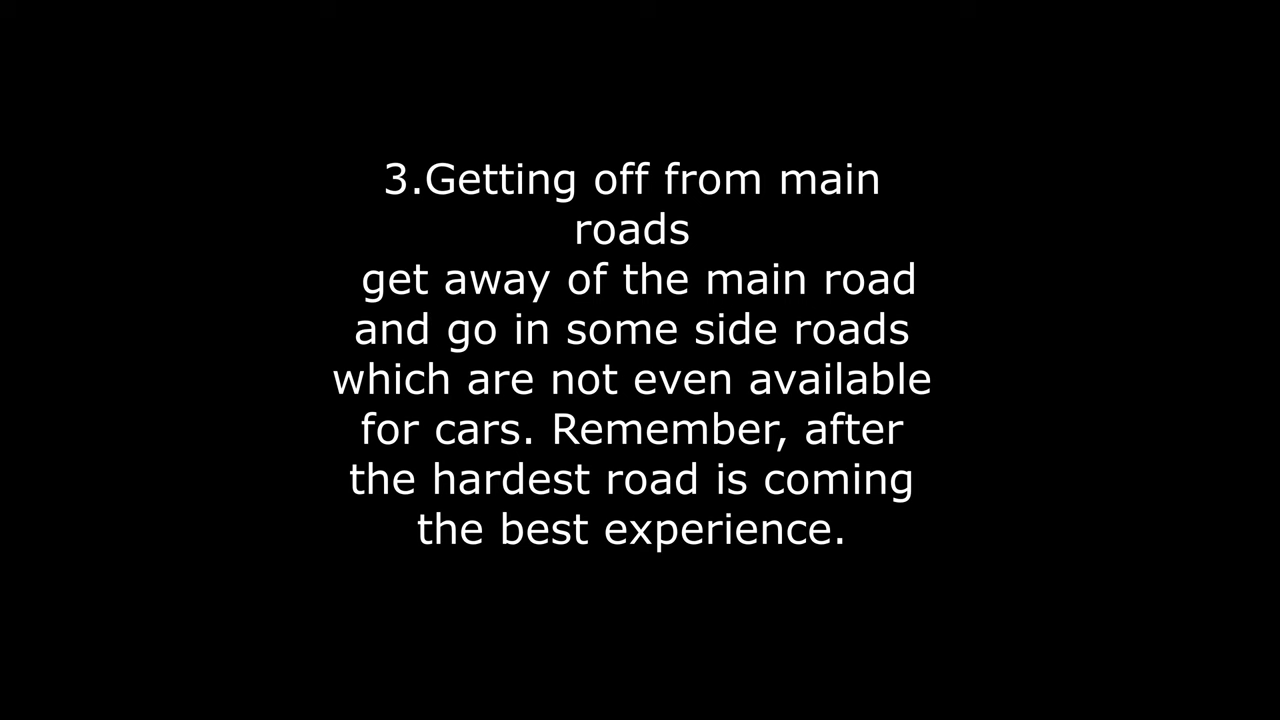 3.Getting off from main
roads
get away of the main road
and go in some side roads
which are not even available
for cars. Remember, after
the hardest road is coming
the best experience.